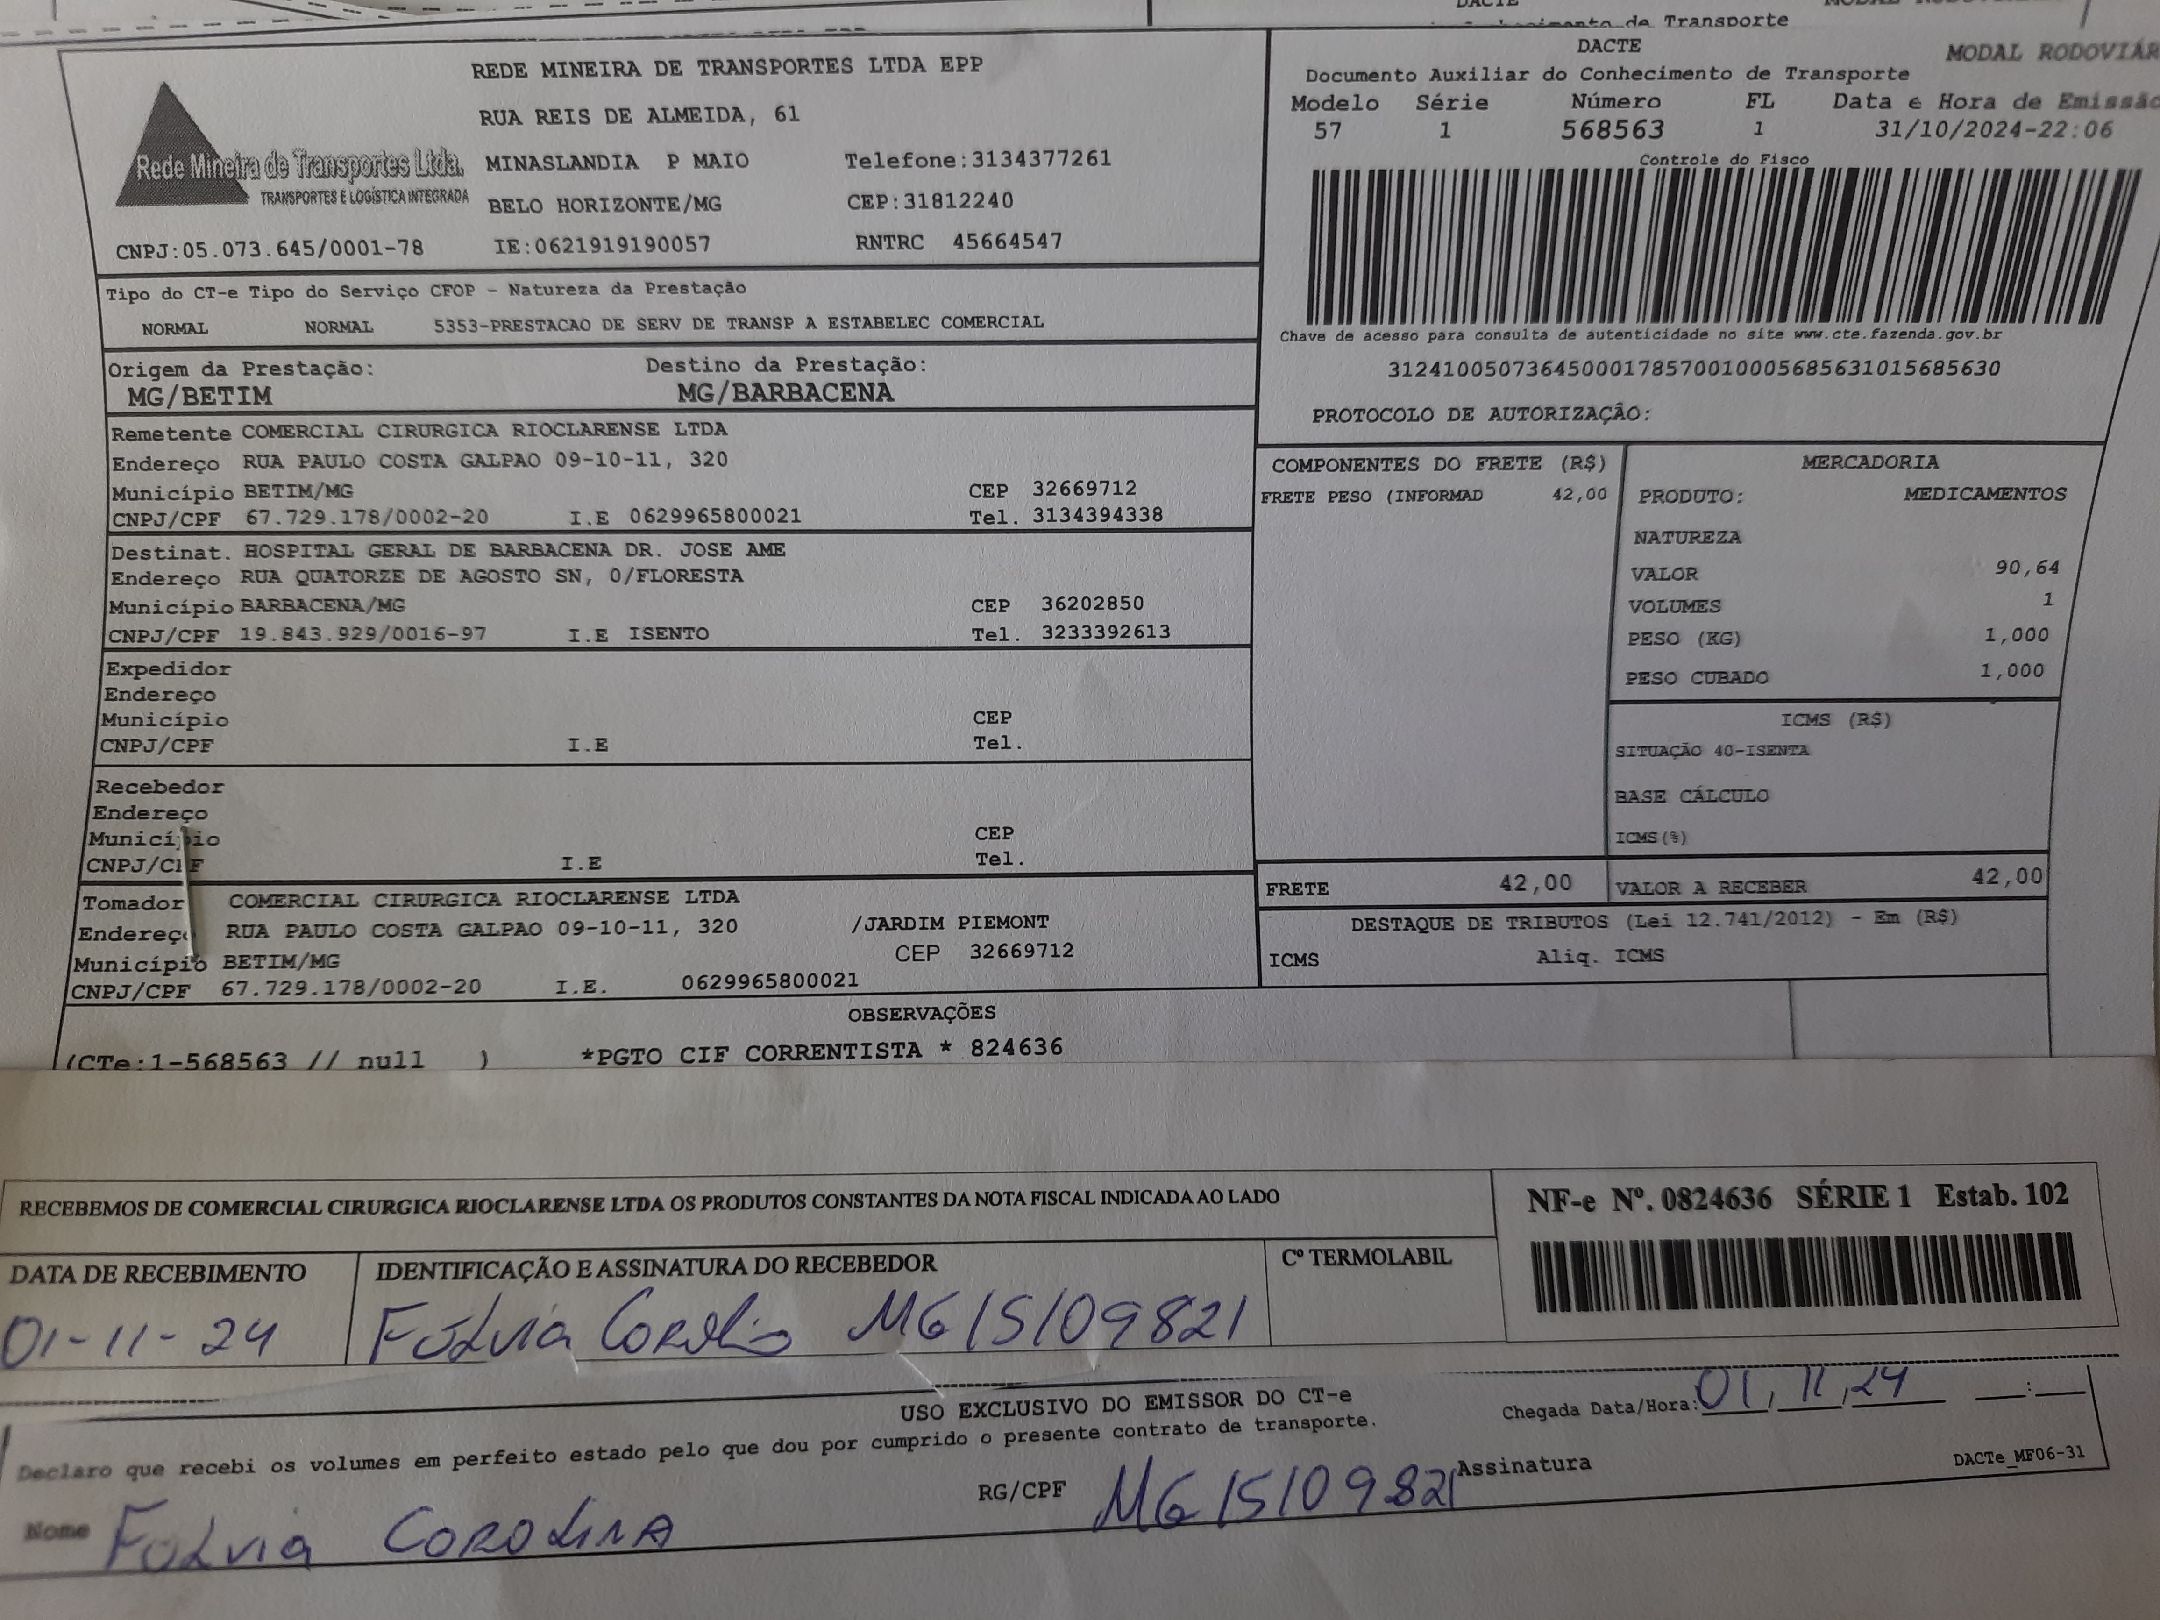 de Transporte
REDE MINEIRA DE TRANSPORTES LTDA EPP
RUA REIS DE ALMEIDA, 61
MINASLANDIA P MAIO Telefone:3134377261
BELO HORIZONTE/MG CEP:31812240
Rede Mineira de Transportes Ltda.
TRANSPORTES E LOGÍSTICA INTEGRADA
CNPJ:05.073.645/0001-78 IE:0621919190057 RNTRC 45664547
DACTE MODAL RODOVIÁR
Documento Auxiliar do Conhecimento de Transporte
Modelo Série Número FL Data e Hora de Emissão
57 1 568563 1 31/10/2024-22:06
Controle do Fisco
Chave de acesso para consulta de autenticidade no site www.cte.fazenda.gov.br
31241005073645000178570010005685631015685630
PROTOCOLO DE AUTORIZAÇÃO:
Tipo do CT-e Tipo do Serviço CFOP - Natureza da Prestação
NORMAL NORMAL 5353-PRESTACAO DE SERV DE TRANSP A ESTABELEC COMERCIAL
Origem da Prestação: Destino da Prestação:
MG/BETIM MG/BARBACENA
Remetente COMERCIAL CIRURGICA RIOCLARENSE LTDA
Endereço RUA PAULO COSTA GALPAO 09-10-11, 320
Município BETIM/MG CEP 32669712
CNPJ/CPF 67.729.178/0002-20 I.E 0629965800021 Tel. 3134394338
Destinat. HOSPITAL GERAL DE BARBACENA DR. JOSE AME
Endereço RUA QUATORZE DE AGOSTO SN, 0/FLORESTA
Município BARBACENA/MG CEP 36202850
CNPJ/CPF 19.843.929/0016-97 I.E ISENTO Tel. 3233392613
Expedidor
Endereço
Município CEP
CNPJ/CPF I.E Tel.
Recebedor
Endereço
Município CEP
CNPJ/CPF I.E Tel.
Tomador COMERCIAL CIRURGICA RIOCLARENSE LTDA
Endereço RUA PAULO COSTA GALPAO 09-10-11, 320 /JARDIM PIEMONT
Município BETIM/MG CEP 32669712
CNPJ/CPF 67.729.178/0002-20 I.E. 0629965800021
COMPONENTES DO FRETE (R$)
FRETE PESO (INFORMAD 42,00
MERCADORIA
PRODUTO: MEDICAMENTOS
NATUREZA
VALOR 90,64
VOLUMES 1
PESO (KG) 1,000
PESO CUBADO 1,000
ICMS (R$)
SITUAÇÃO 40-ISENTA
BASE CÁLCULO
ICMS(%)
FRETE 42,00 VALOR A RECEBER 42,00
DESTAQUE DE TRIBUTOS (Lei 12.741/2012) - Em (R$)
ICMS Aliq. ICMS
OBSERVAÇÕES
(CTe:1-568563 // null ) *PGTO CIF CORRENTISTA * 824636
RECEBEMOS DE COMERCIAL CIRURGICA RIOCLARENSE LTDA OS PRODUTOS CONSTANTES DA NOTA FISCAL INDICADA AO LADO
NF-e Nº. 0824636 SÉRIE 1 Estab. 102
DATA DE RECEBIMENTO IDENTIFICAÇÃO E ASSINATURA DO RECEBEDOR Cº TERMOLABIL
01-11-24 Fulvia Carolina MG15109821
USO EXCLUSIVO DO EMISSOR DO CT-e Chegada Data/Hora: 01, 11, 24 __:__
Declaro que recebi os volumes em perfeito estado pelo que dou por cumprido o presente contrato de transporte.
Nome Fulvia Carolina RG/CPF MG15109821 Assinatura DACTe_MF06-31